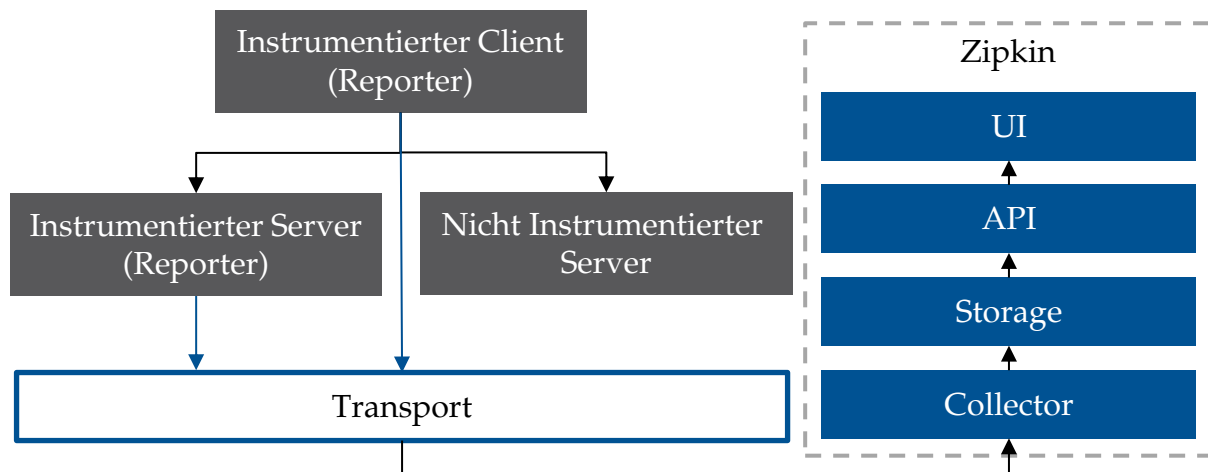 Instrumentierter Client
(Reporter)
Instrumentierter Server
(Reporter)
Nicht Instrumentierter
Server
Transport
Zipkin
UI
API
Storage
Collector